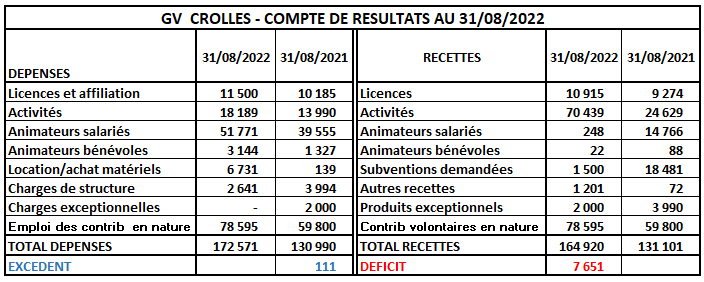 GV CROLLES - COMPTE DE RESULTATS AU 31/08/2022
DEPENSES 31/08/2022 31/08/2021 RECETTES 31/08/2022 31/08/2021
Licences et affiliation 11 500 10 185 Licences 10 915 9 274
Activités 18 189 13 990 Activités 70 439 24 629
Animateurs salariés 51 771 39 555 Animateurs salariés 248 14 766
Animateurs bénévoles 3 144 1 327 Animateurs bénévoles 22 88
Location/achat matériels 6 731 139 Subventions demandées 1 500 18 481
Charges de structure 2 641 3 994 Autres recettes 1 201 72
Charges exceptionnelles - 2 000 Produits exceptionnels 2 000 3 990
Emploi des contrib en nature 78 595 59 800 Contrib volontaires en nature 78 595 59 800
TOTAL DEPENSES 172 571 130 990 TOTAL RECETTES 164 920 131 101
EXCEDENT 111 DEFICIT 7 651